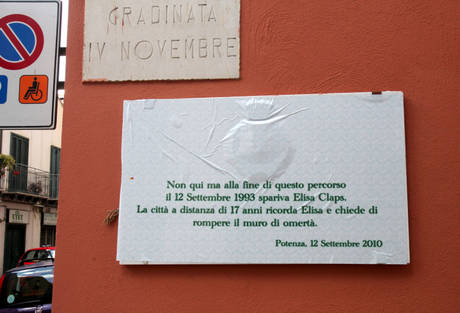 GRADINATA
IV NOVEMBRE
Non qui ma alla fine di questo percorso
il 12 Settembre 1993 spariva Elisa Claps.
La città a distanza di 17 anni ricorda Elisa e chiede di
rompere il muro di omertà.
Potenza, 12 Settembre 2010